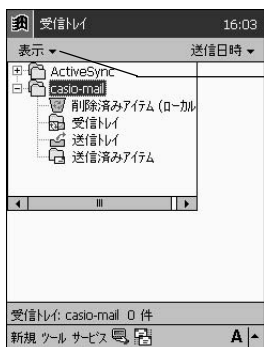 受信トレイ 16:03
表示 送信日時
ActiveSync
casio-mail
削除済みアイテム (ローカル
受信トレイ
送信トレイ
送信済みアイテム
受信トレイ: casio-mail 0 件
新規 ツール サービス A